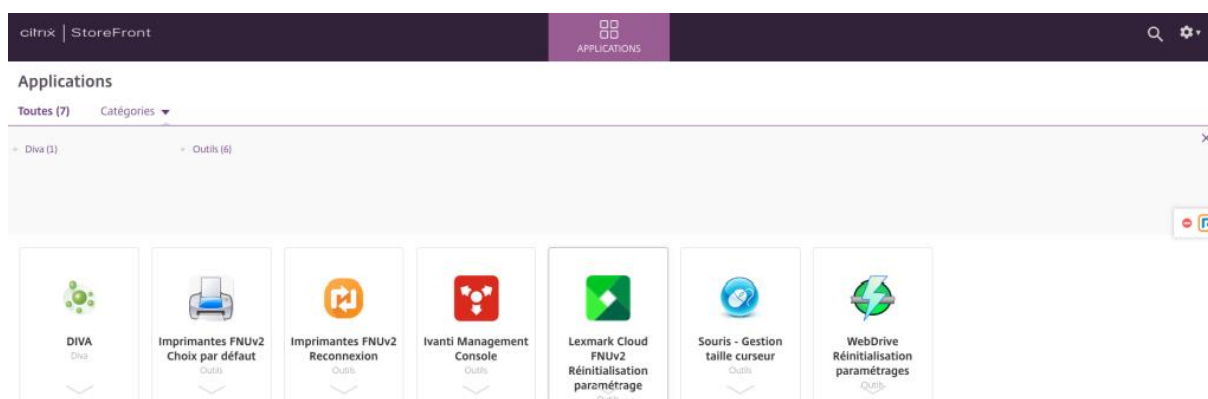 citrix | StoreFront
APPLICATIONS
Applications
Toutes (7) Catégories
Diva (1) Outils (6)
DIVA
Diva
Imprimantes FNUv2
Choix par défaut
Outils
Imprimantes FNUv2
Reconnexion
Outils
Ivanti Management
Console
Outils
Lexmark Cloud
FNUv2
Réinitialisation
paramétrage
Outils
Souris - Gestion
taille curseur
Outils
WebDrive
Réinitialisation
paramétrages
Outils